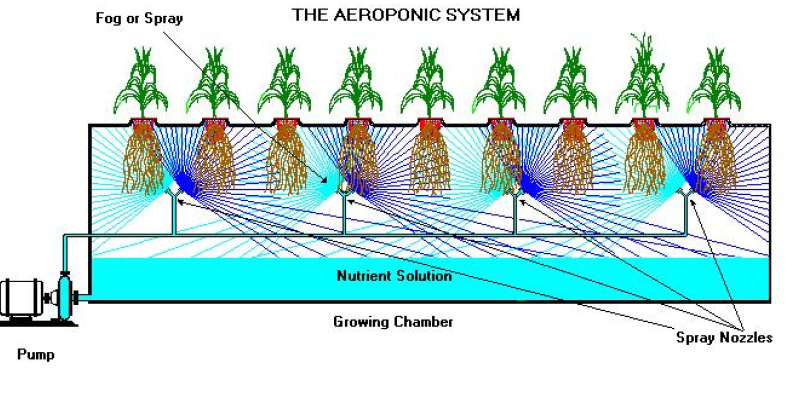 THE AEROPONIC SYSTEM
Fog or Spray
Nutrient Solution
Growing Chamber
Spray Nozzles
Pump